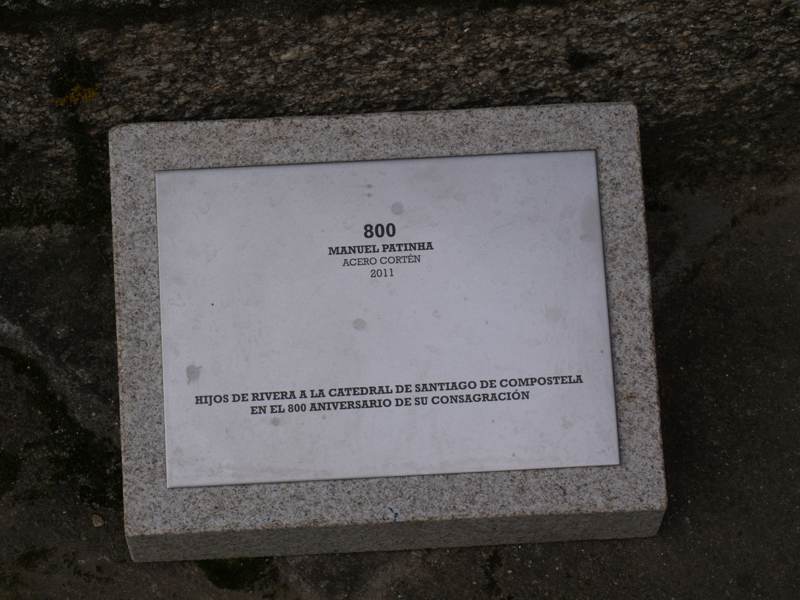 800
MANUEL PATINHA
ACERO CORTÉN
2011
HIJOS DE RIVERA A LA CATEDRAL DE SANTIAGO DE COMPOSTELA
EN EL 800 ANIVERSARIO DE SU CONSAGRACIÓN